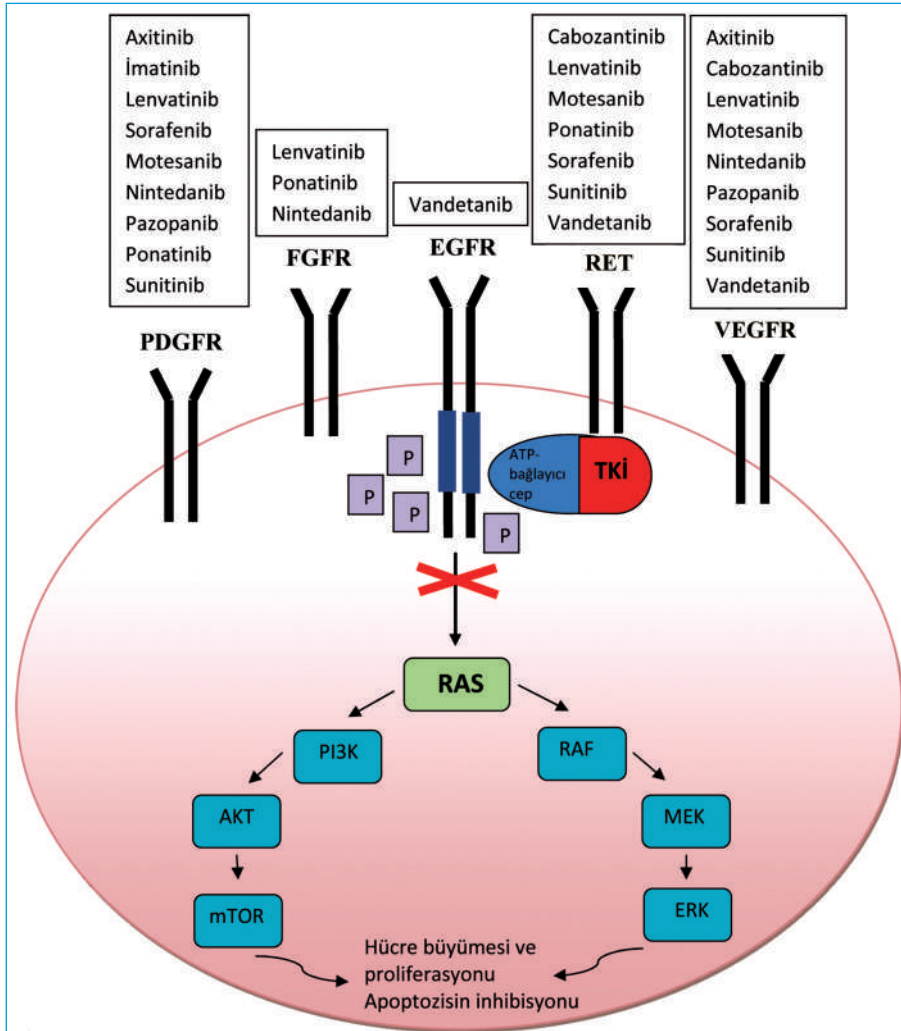 Axitinib
İmatinib
Lenvatinib
Sorafenib
Motesanib
Nintedanib
Pazopanib
Ponatinib
Sunitinib
PDGFR
Lenvatinib
Ponatinib
Nintedanib
FGFR
Vandetanib
EGFR
Cabozantinib
Lenvatinib
Motesanib
Ponatinib
Sorafenib
Sunitinib
Vandetanib
RET
Axitinib
Cabozantinib
Lenvatinib
Motesanib
Nintedanib
Pazopanib
Sorafenib
Sunitinib
Vandetanib
VEGFR
P
P
P
P
ATP-
bağlayıcı
cep
TKİ
RAS
PI3K
RAF
AKT
MEK
mTOR
ERK
Hücre büyümesi ve
proliferasyonu
Apoptozisin inhibisyonu